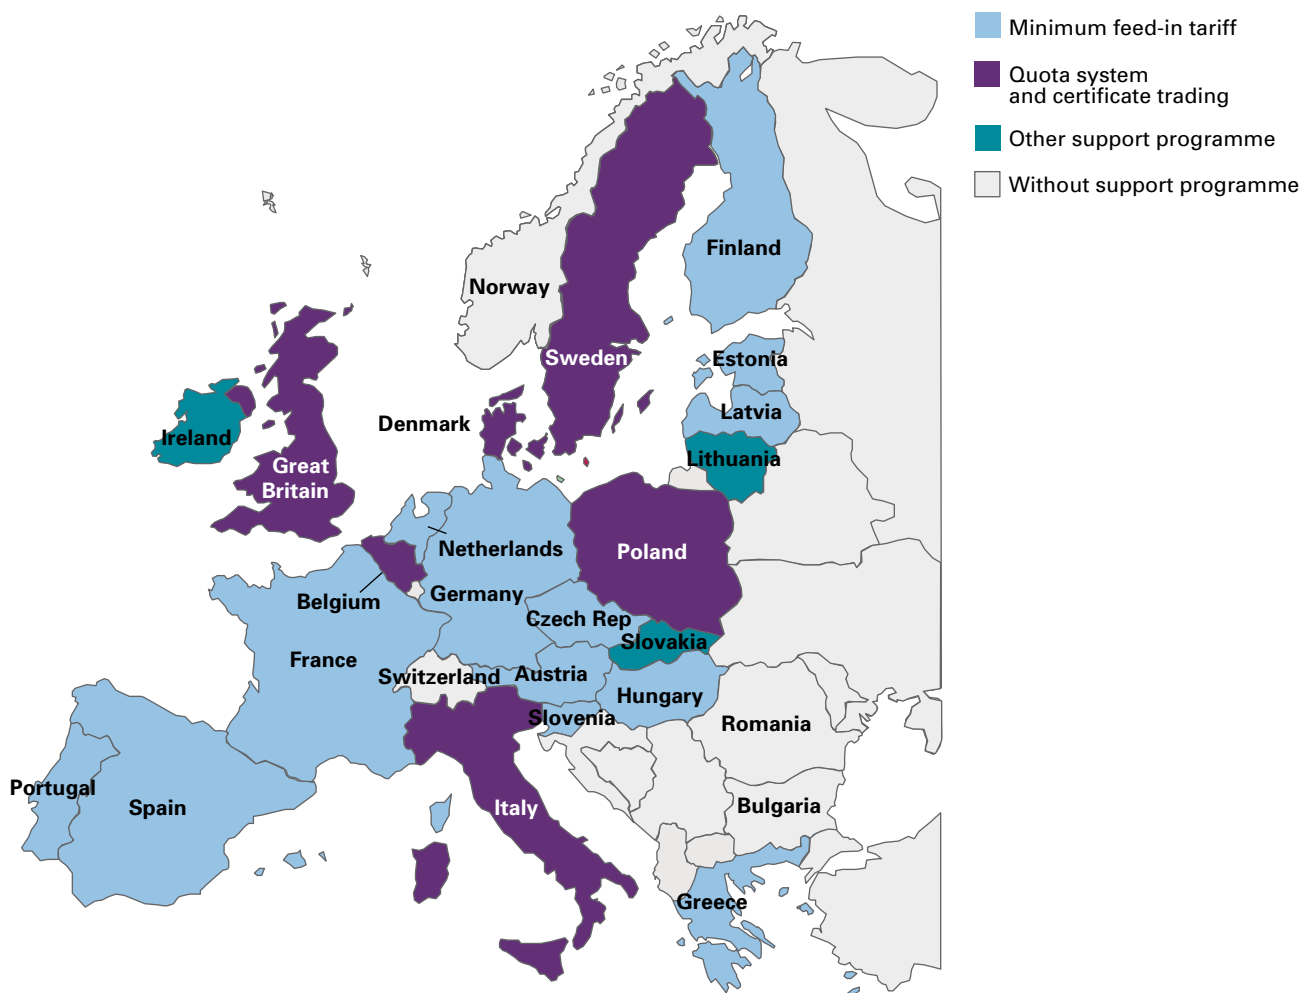 Minimum feed-in tariff
Quota system
and certificate trading
Other support programme
Without support programme
Finland
Norway
Sweden
Estonia
Latvia
Denmark
Ireland
Lithuania
Great
Britain
Netherlands
Poland
Germany
Belgium
Czech Rep
Slovakia
France
Switzerland
Austria
Hungary
Slovenia
Romania
Portugal
Spain
Italy
Bulgaria
Greece